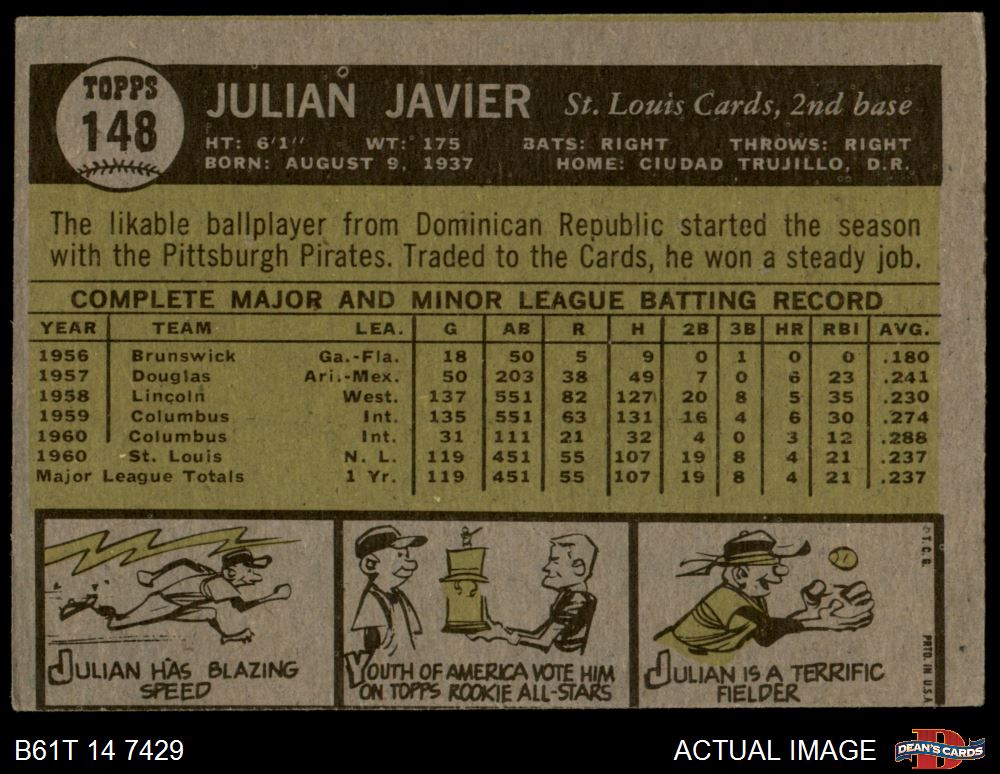 TOPPS
148
JULIAN JAVIER St. Louis Cards, 2nd base
HT: 6'1" WT: 175 BATS: RIGHT THROWS: RIGHT
BORN: AUGUST 9, 1937 HOME: CIUDAD TRUJILLO, D.R.
The likable ballplayer from Dominican Republic started the season
with the Pittsburgh Pirates. Traded to the Cards, he won a steady job.
COMPLETE MAJOR AND MINOR LEAGUE BATTING RECORD
YEAR TEAM LEA. G AB R H 2B 3B HR RBI AVG.
1956 Brunswick Ga.-Fla. 18 50 5 9 0 1 0 0 .180
1957 Douglas Ari.-Mex. 50 203 38 49 7 0 6 23 .241
1958 Lincoln West. 137 551 82 127 20 8 5 35 .230
1959 Columbus Int. 135 551 63 131 16 4 6 30 .274
1960 Columbus Int. 31 111 21 32 4 0 3 12 .288
1960 St. Louis N. L. 119 451 55 107 19 8 4 21 .237
Major League Totals 1 Yr. 119 451 55 107 19 8 4 21 .237
JULIAN HAS BLAZING
SPEED
YOUTH OF AMERICA VOTE HIM
ON TOPPS ROOKIE ALL-STARS
JULIAN IS A TERRIFIC
FIELDER
T.C.G.
PRTD. IN U.S.A.
B61T 14 7429
ACTUAL IMAGE
DEAN'S CARDS